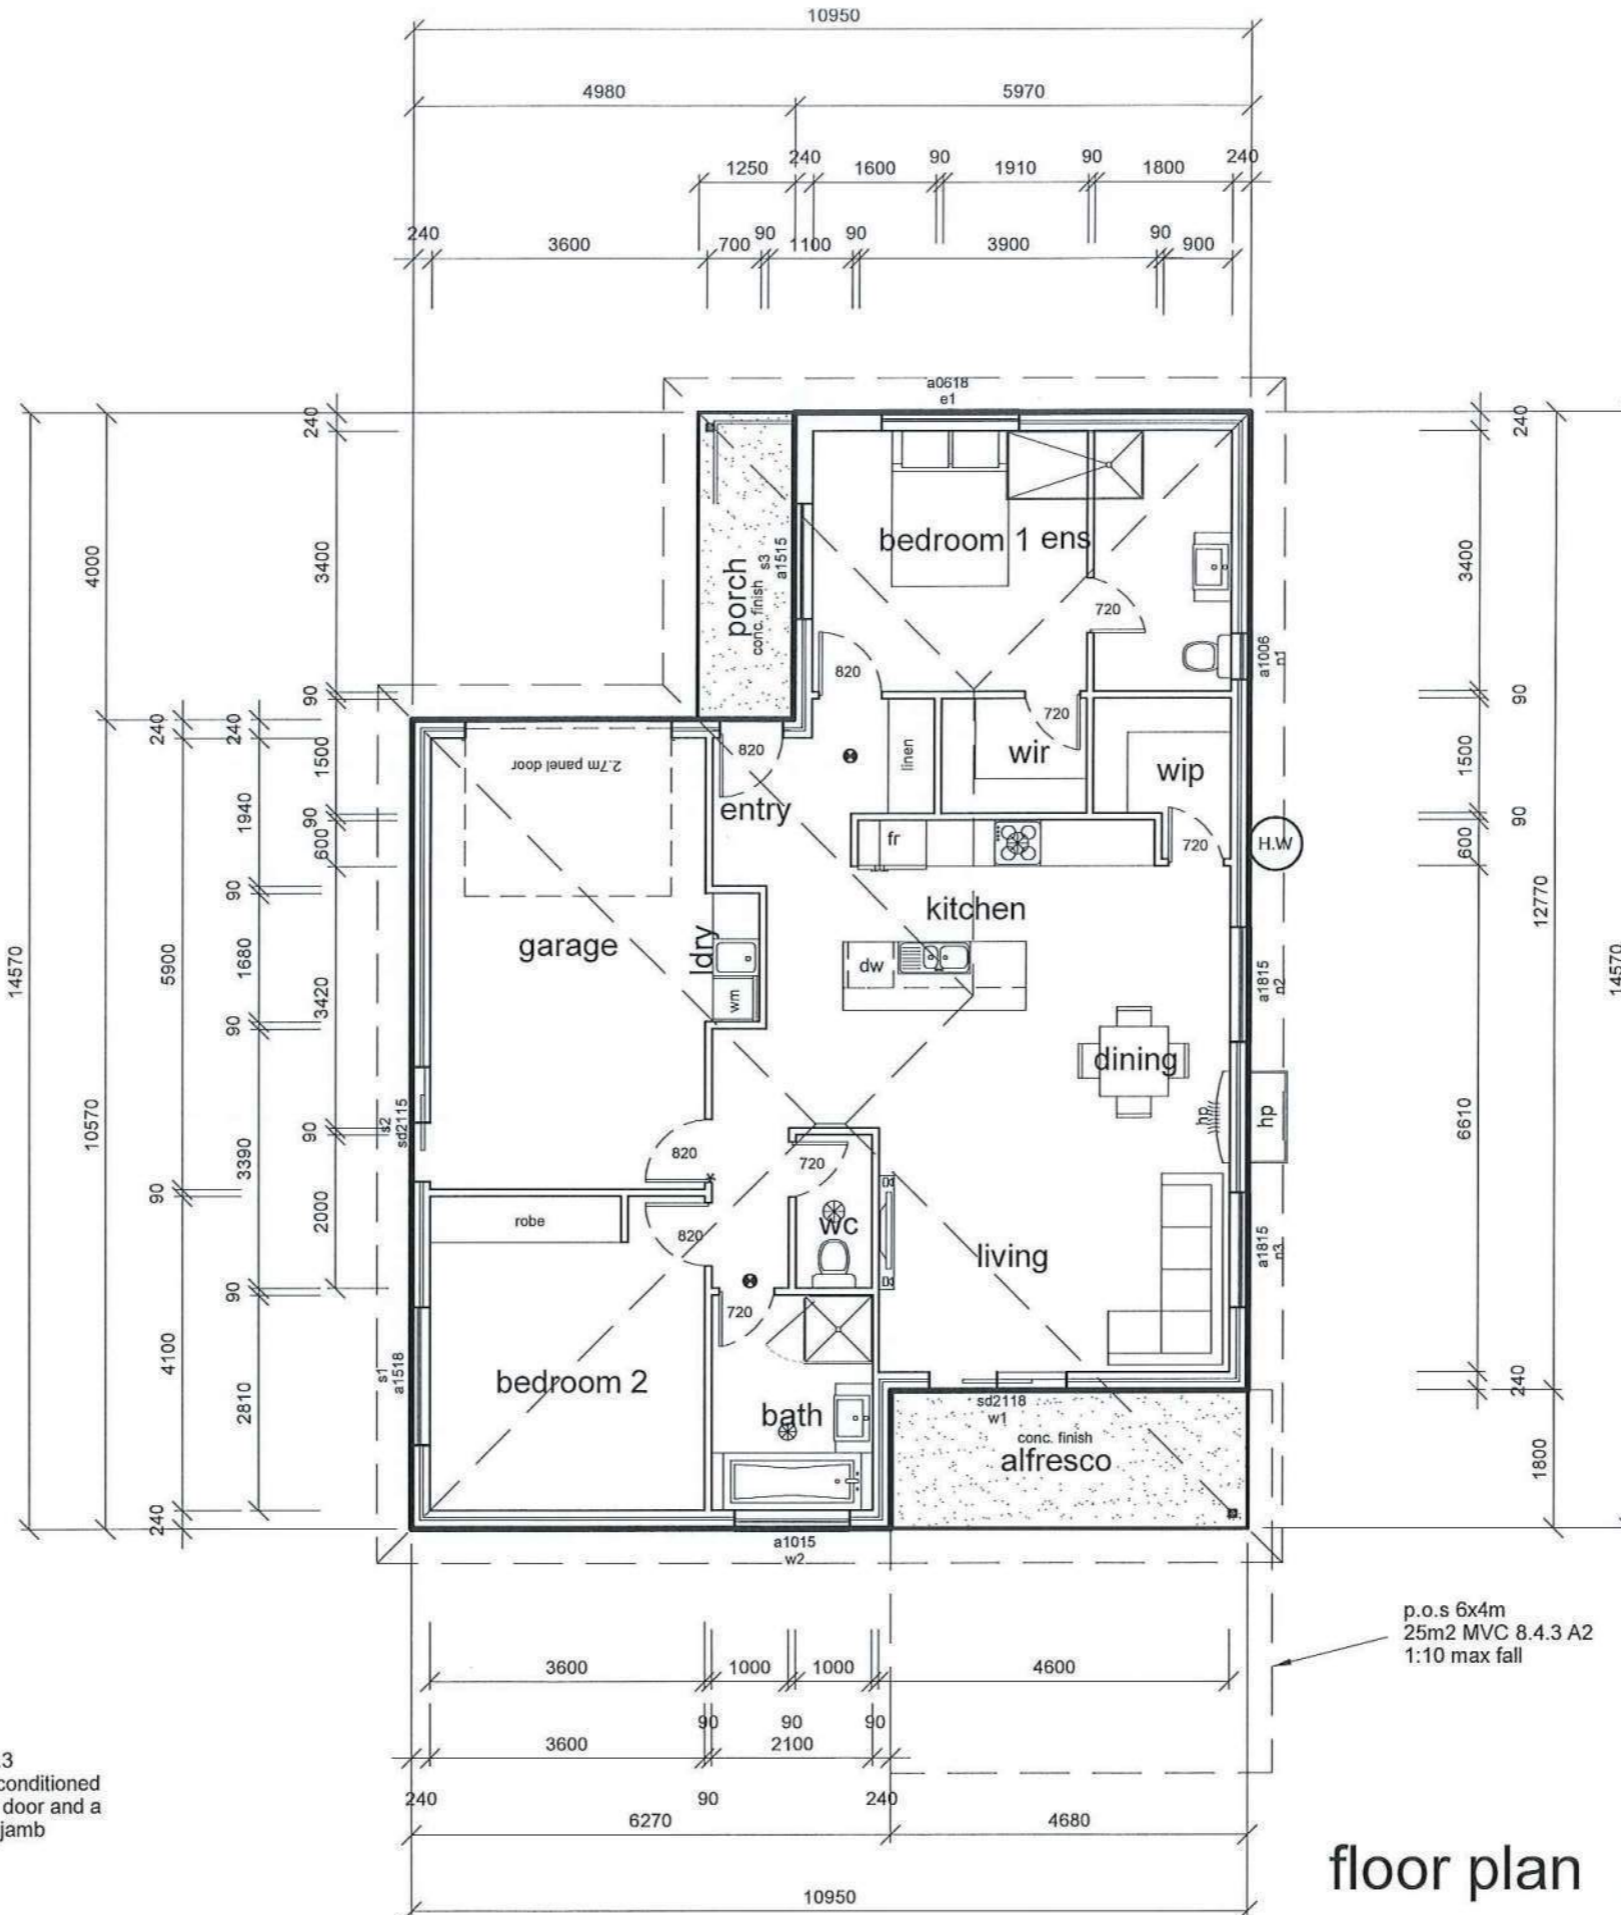 10950
4980 5970
1250 240 1600 90 1910 90 1800 240
240 3600 700 90 1100 90 3900 90 900
a0618
e1
240
3400
90
1500
90
600
3420
90
2000
4000
10570
14570
240
5900
90
4100
240
240
1940
90
1680
90
3390
90
2810
240
3400
90
1500
90
600
6610
240
240
12770
1800
14570
porch
conc. finish
s3
a1515
bedroom 1 ens
720
820
a1006
n1
720
linen
wir
wip
820
2.7m panel door
entry
fr
720
H.W
kitchen
garage
ldry
wm
dw
a1815
n2
dining
hp
hp
s2
sd2115
820
720
robe
820
wc
living
a1815
n3
720
s1
a1518
bedroom 2
bath
sd2118
w1
conc. finish
alfresco
a1015
w2
p.o.s 6x4m
25m2 MVC 8.4.3 A2
1:10 max fall
3600 1000 1000 4600
90 90 90
3600 2100
240 90 240
6270 4680
10950
3
conditioned
door and a
jamb
floor plan